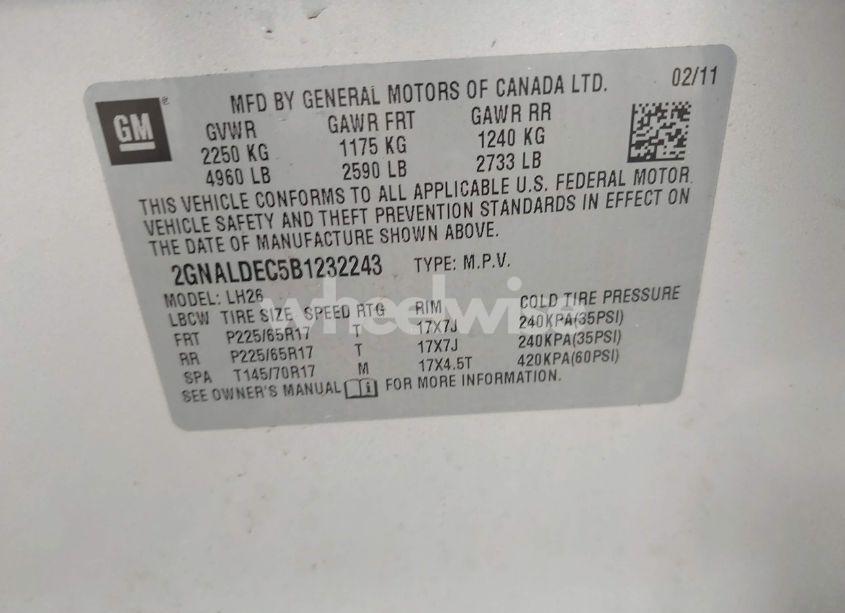 GM
MFD BY GENERAL MOTORS OF CANADA LTD. 02/11
GVWR GAWR FRT GAWR RR
2250 KG 1175 KG 1240 KG
4960 LB 2590 LB 2733 LB
THIS VEHICLE CONFORMS TO ALL APPLICABLE U.S. FEDERAL MOTOR
VEHICLE SAFETY AND THEFT PREVENTION STANDARDS IN EFFECT ON
THE DATE OF MANUFACTURE SHOWN ABOVE.
2GNALDEC5B1232243 TYPE: M.P.V.
MODEL: LH26
LBCW TIRE SIZE SPEED RTG RIM COLD TIRE PRESSURE
FRT P225/65R17 T 17X7J 240KPA(35PSI)
RR P225/65R17 T 17X7J 240KPA(35PSI)
SPA T145/70R17 M 17X4.5T 420KPA(60PSI)
SEE OWNER'S MANUAL FOR MORE INFORMATION.
wheelwise